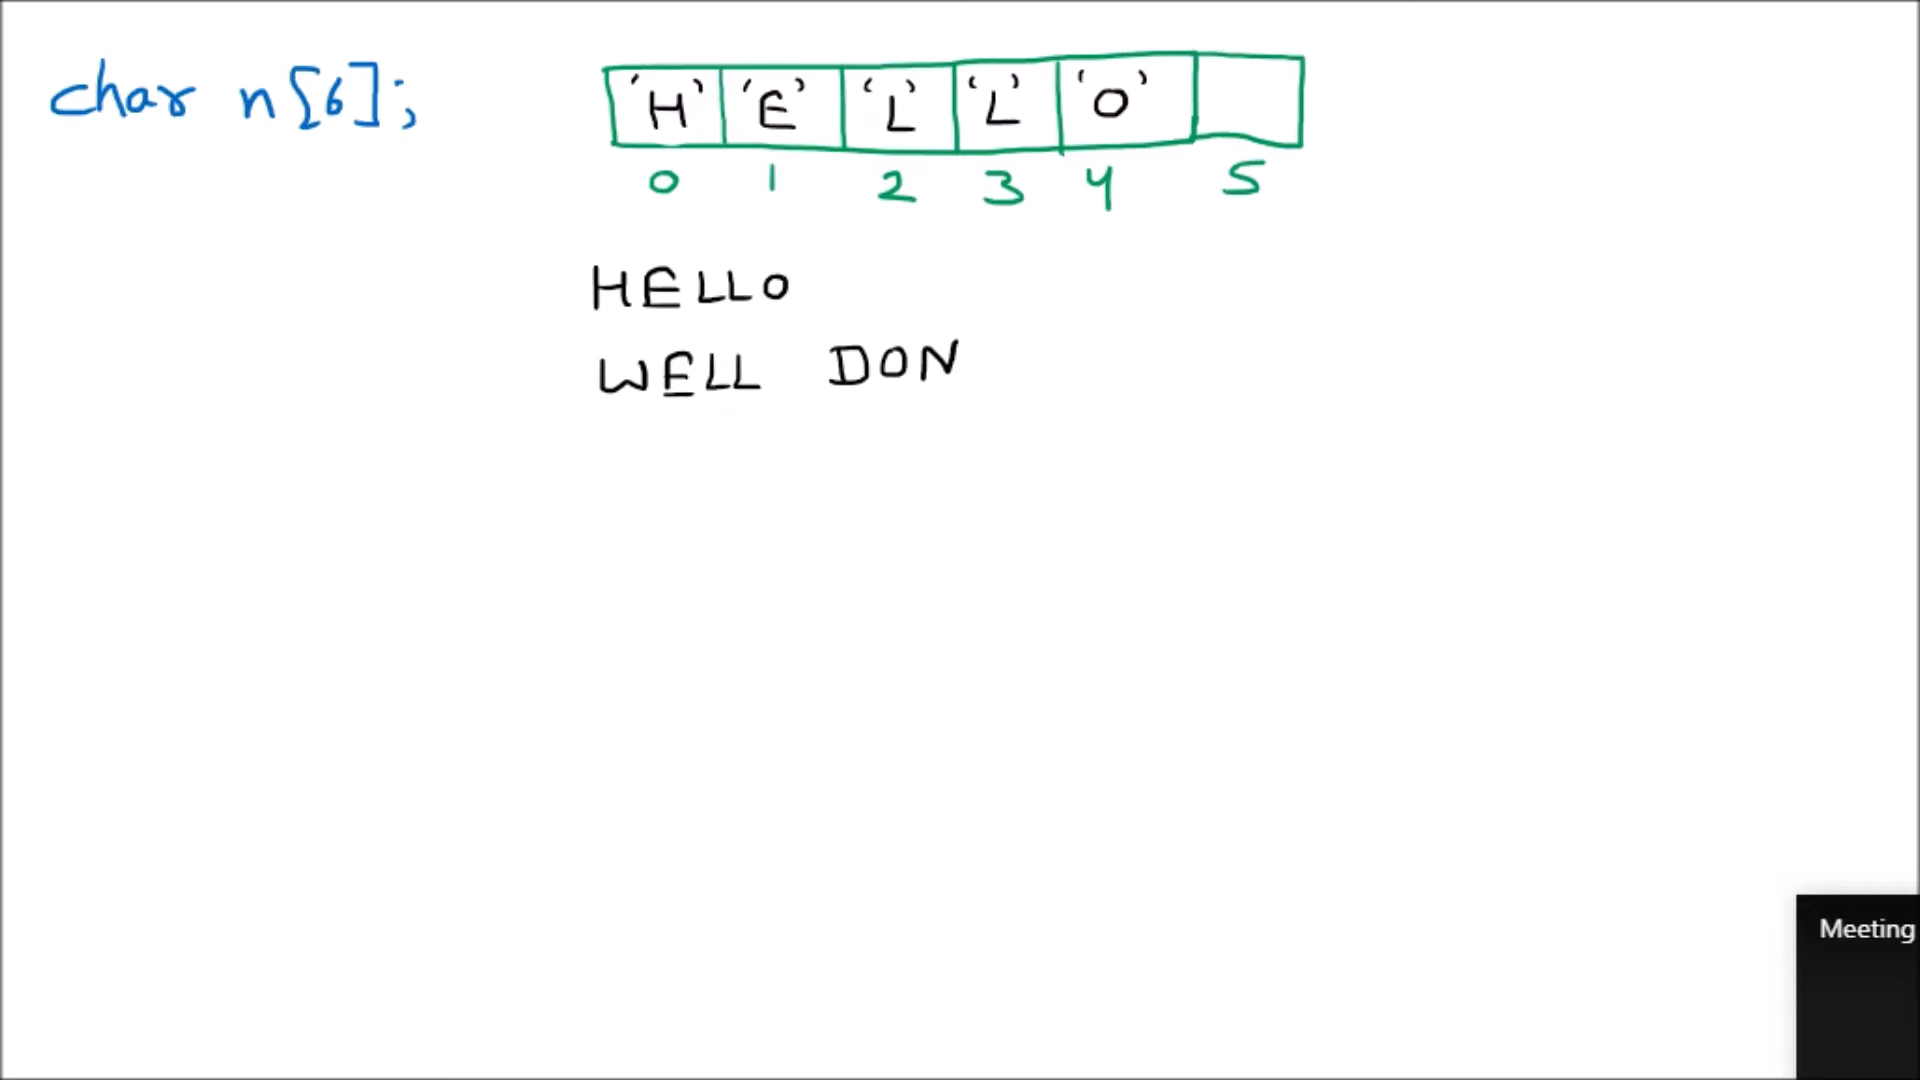 char n[6];
'H' 'E' 'L' 'L' 'O'
0 1 2 3 4 5
HELLO
WELL DON
Meeting